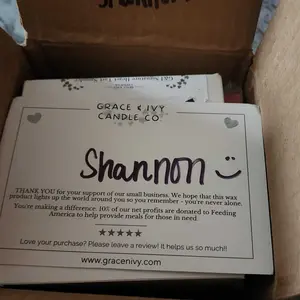 Shannon
GRACE & IVY
CANDLE CO.
Shannon
THANK YOU for your support of our small business. We hope that this wax
product lights up the world around you so you remember - you're never alone.
You're making a difference. 10% of our net profits are donated to Feeding
America to help provide meals for those in need
Love your purchase? Please leave a review! It helps us so much!!
www.gracenivy.com